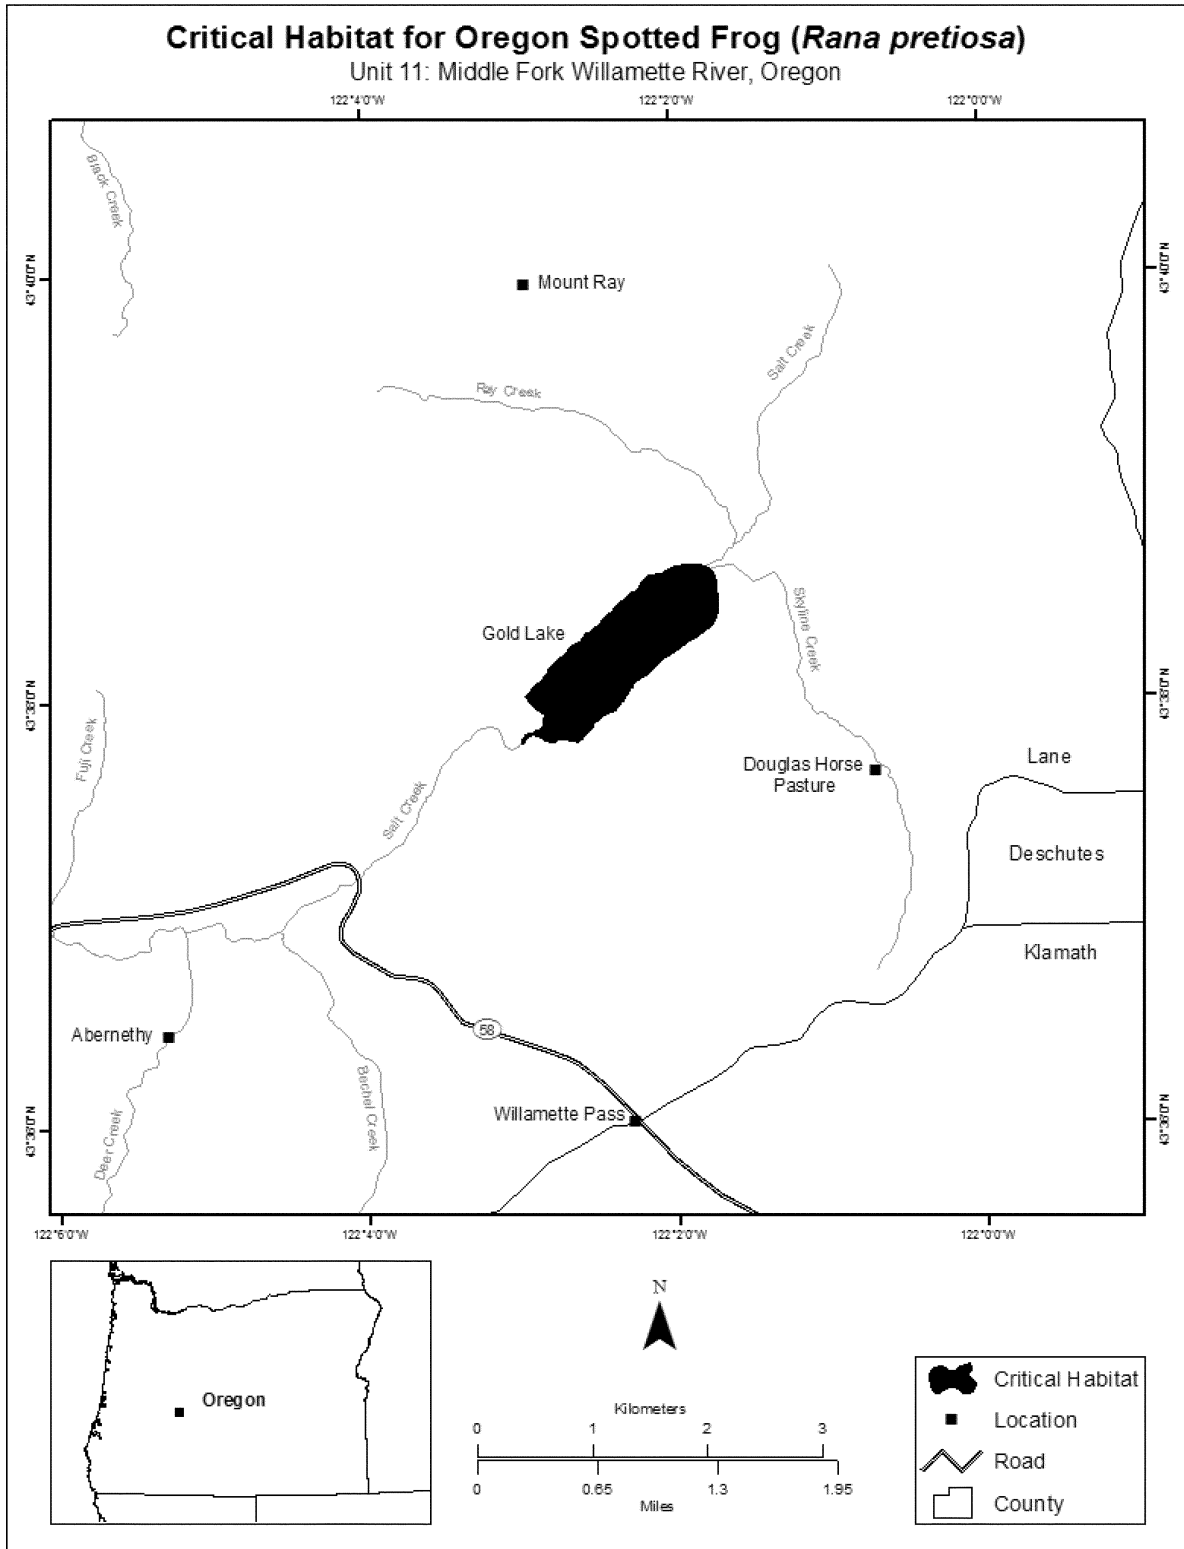 Critical Habitat for Oregon Spotted Frog (Rana pretiosa)
Unit 11: Middle Fork Willamette River, Oregon
122°4'0"W
122°2'0"W
122°0'0"W
Black Creek
43°40'0"N
43°40'0"N
Mount Ray
Salt Creek
Ray Creek
Gold Lake
Skyline Creek
43°38'0"N
43°38'0"N
Fuji Creek
Salt Creek
Douglas Horse
Pasture
Lane
Deschutes
Klamath
58
Abernethy
Bechel Creek
Deer Creek
Willamette Pass
43°36'0"N
43°36'0"N
122°6'0"W
122°4'0"W
122°2'0"W
122°0'0"W
Oregon
N
Kilometers
0 1 2 3
0 0.65 1.3 1.95
Miles
Critical Habitat
Location
Road
County